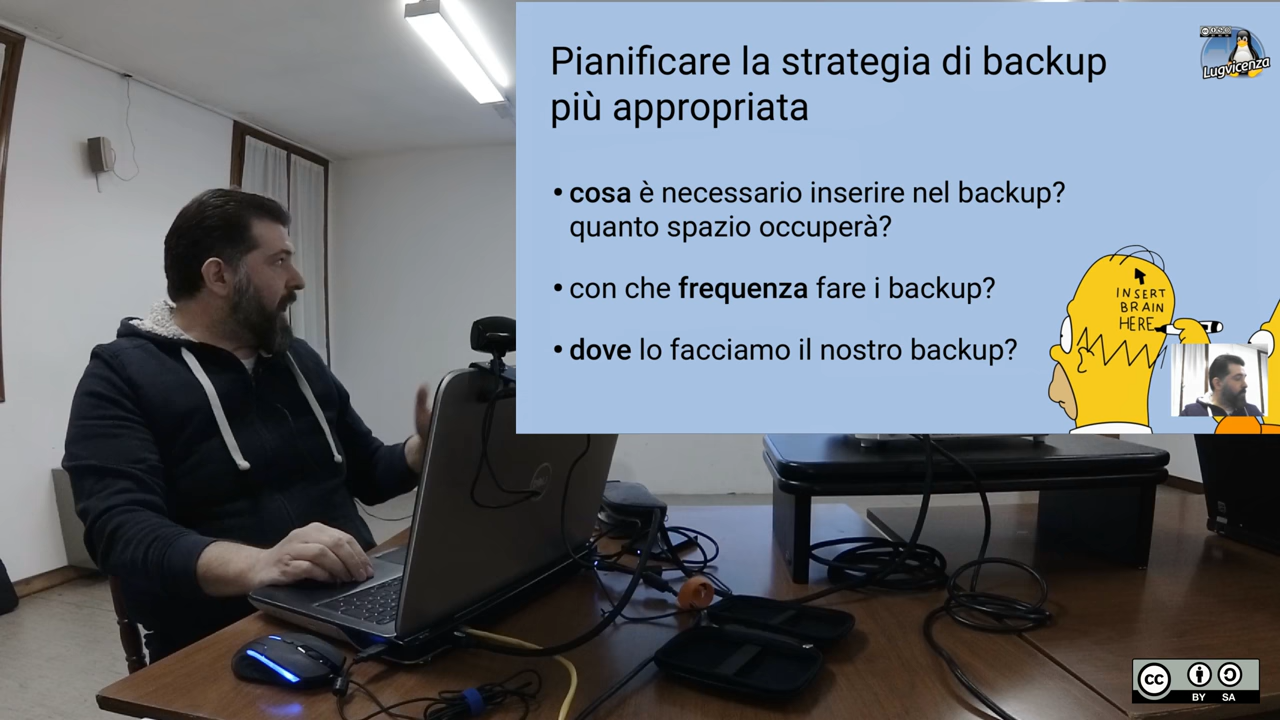 Pianificare la strategia di backup
più appropriata
Lugvicenza
• cosa è necessario inserire nel backup?
quanto spazio occuperà?
• con che frequenza fare i backup?
• dove lo facciamo il nostro backup?
INSERT
BRAIN
HERE
cc
BY SA